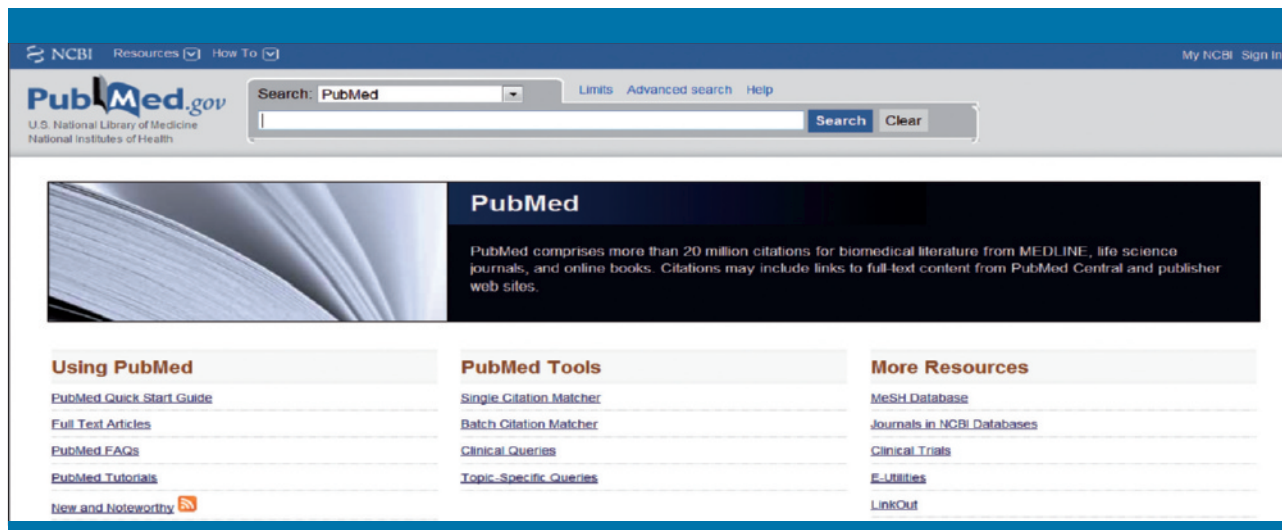 NCBI Resources How To My NCBI Sign In
PubMed.gov
U.S. National Library of Medicine
National Institutes of Health
Search: PubMed
Limits Advanced search Help
Search Clear
PubMed
PubMed comprises more than 20 million citations for biomedical literature from MEDLINE, life science
journals, and online books. Citations may include links to full-text content from PubMed Central and publisher
web sites.
Using PubMed
PubMed Quick Start Guide
Full Text Articles
PubMed FAQs
PubMed Tutorials
New and Noteworthy
PubMed Tools
Single Citation Matcher
Batch Citation Matcher
Clinical Queries
Topic-Specific Queries
More Resources
MeSH Database
Journals in NCBI Databases
Clinical Trials
E-Utilities
LinkOut